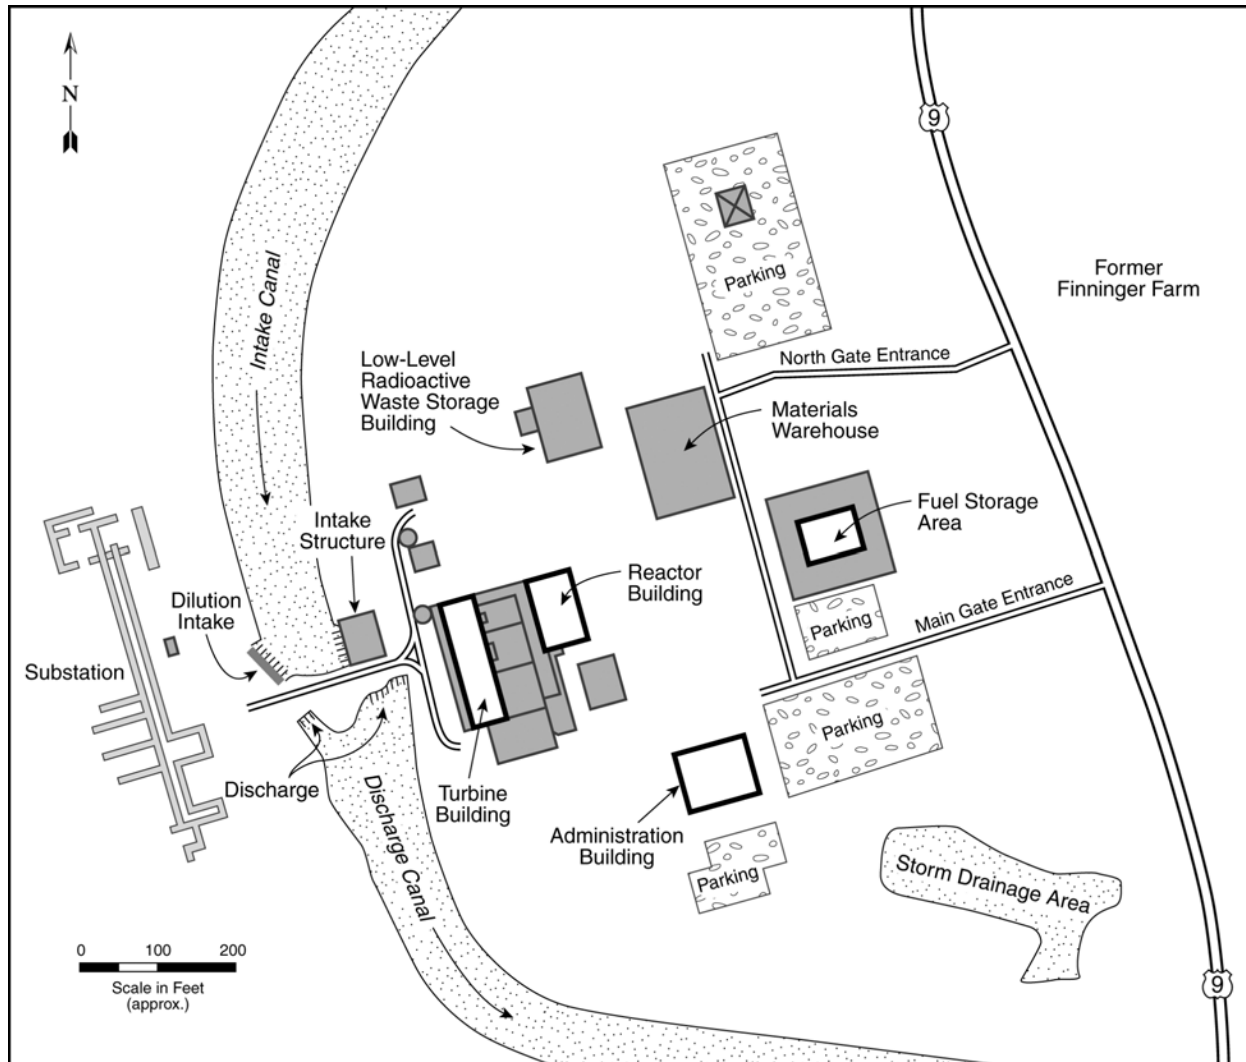 N
9
Intake Canal
Parking
Former
Finninger Farm
North Gate Entrance
Low-Level
Radioactive
Waste Storage
Building
Materials
Warehouse
Fuel Storage
Area
Intake
Structure
Reactor
Building
Dilution
Intake
Main Gate Entrance
Parking
Substation
Parking
Discharge
Turbine
Building
Discharge Canal
Administration
Building
Parking
Storm Drainage Area
0 100 200
Scale in Feet
(approx.)
9